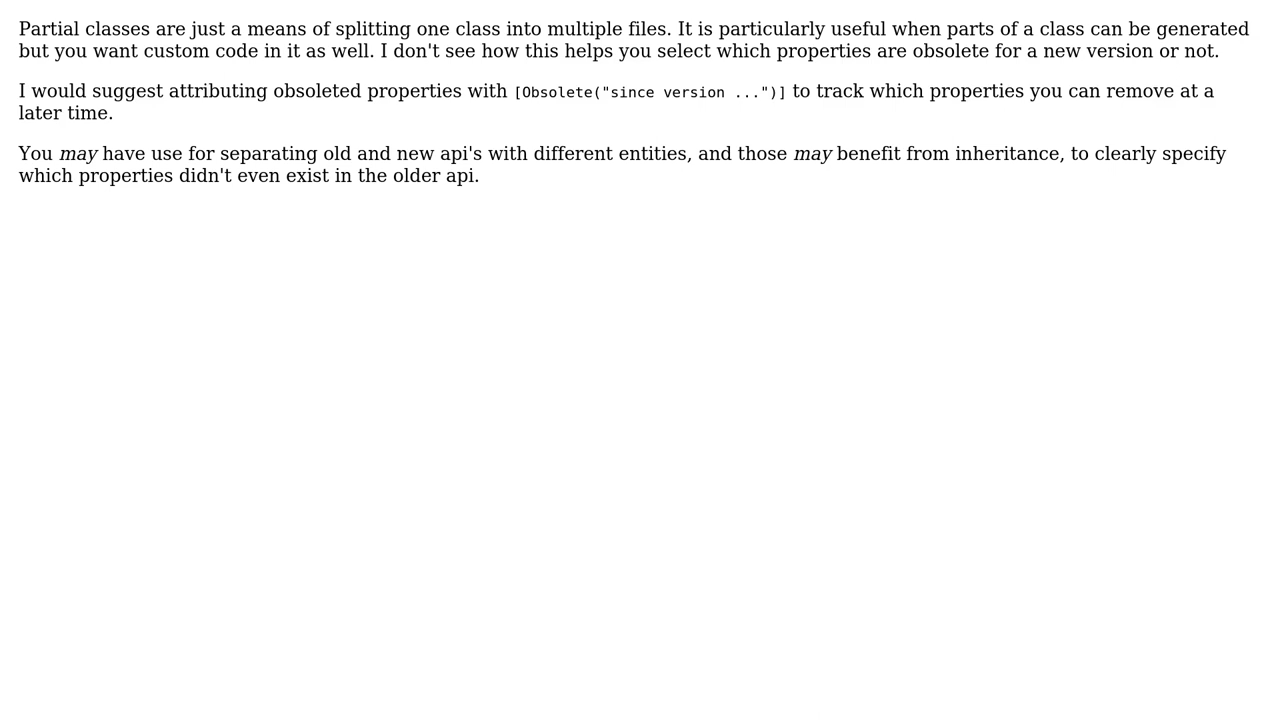 Partial classes are just a means of splitting one class into multiple files. It is particularly useful when parts of a class can be generated
but you want custom code in it as well. I don't see how this helps you select which properties are obsolete for a new version or not.
I would suggest attributing obsoleted properties with [Obsolete("since version ...")] to track which properties you can remove at a
later time.
You may have use for separating old and new api's with different entities, and those may benefit from inheritance, to clearly specify
which properties didn't even exist in the older api.